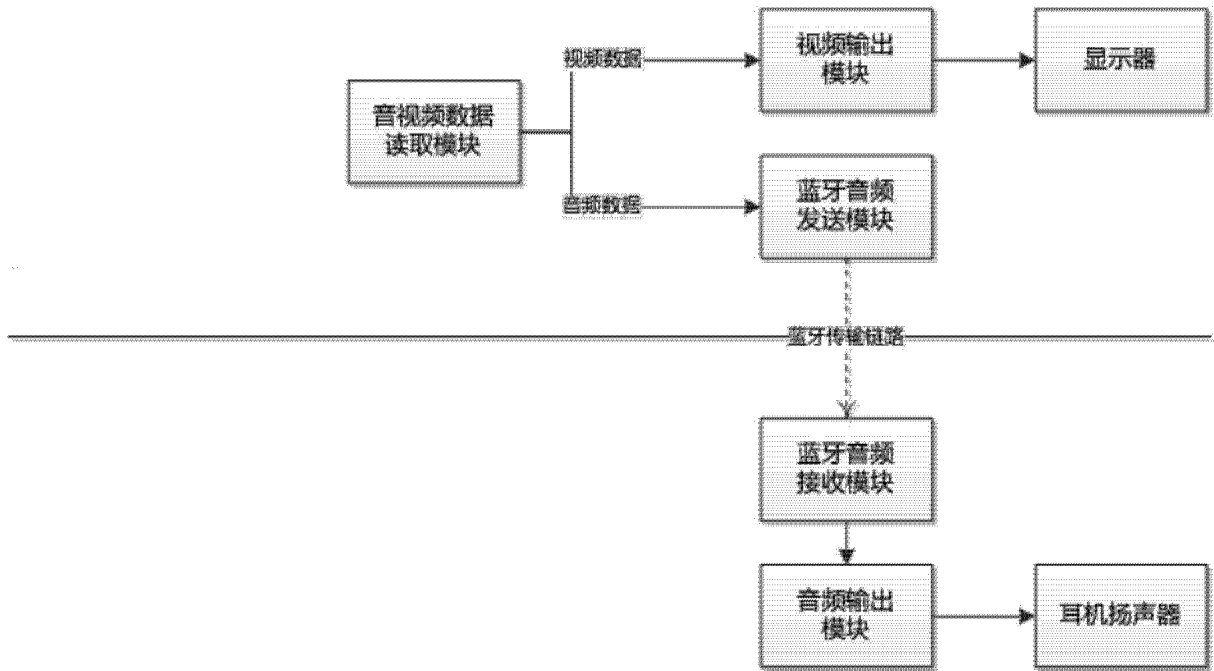 视频数据
视频输出
模块
显示器
音视频数据
读取模块
音频数据
蓝牙音频
发送模块
蓝牙传输链路
蓝牙音频
接收模块
音频输出
模块
耳机扬声器